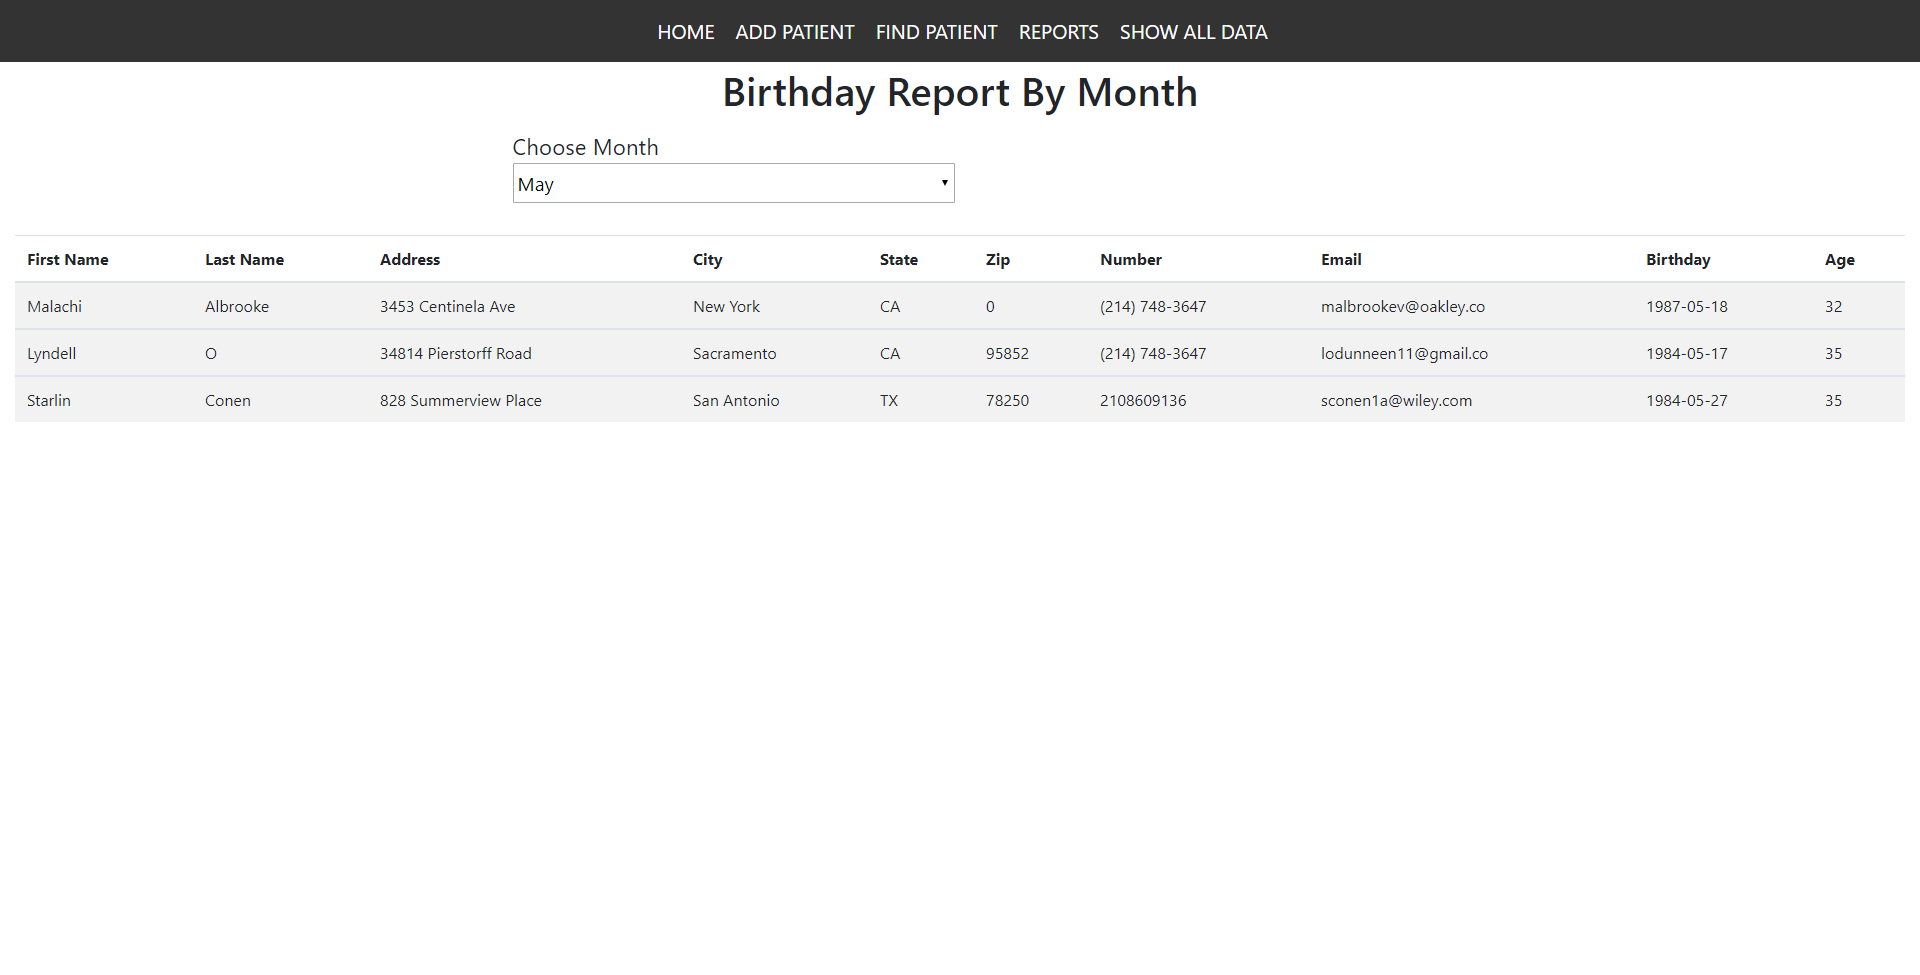 HOME ADD PATIENT FIND PATIENT REPORTS SHOW ALL DATA
Birthday Report By Month
Choose Month
May
First Name Last Name Address City State Zip Number Email Birthday Age
Malachi Albrooke 3453 Centinela Ave New York CA 0 (214) 748-3647 malbrookev@oakley.co 1987-05-18 32
Lyndell O 34814 Pierstorff Road Sacramento CA 95852 (214) 748-3647 lodunneen11@gmail.co 1984-05-17 35
Starlin Conen 828 Summerview Place San Antonio TX 78250 2108609136 sconen1a@wiley.com 1984-05-27 35